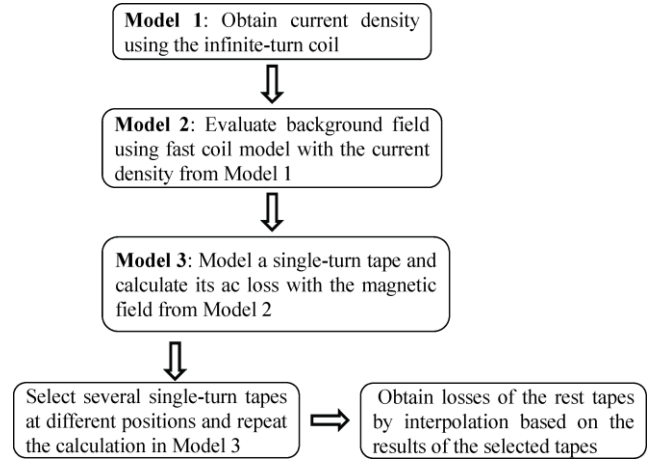 Model 1: Obtain current density
using the infinite-turn coil
Model 2: Evaluate background field
using fast coil model with the current
density from Model 1
Model 3: Model a single-turn tape and
calculate its ac loss with the magnetic
field from Model 2
Select several single-turn tapes
at different positions and repeat
the calculation in Model 3
Obtain losses of the rest tapes
by interpolation based on the
results of the selected tapes